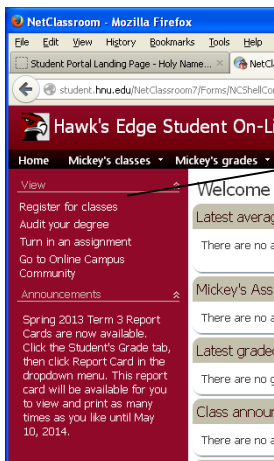 NetClassroom - Mozilla Firefox
File Edit View History Bookmarks Tools Help
Student Portal Landing Page - Holy Name... × NetCl
student.hnu.edu/NetClassroom7/Forms/NCShellCon
Hawk's Edge Student On-Li
Home Mickey's classes Mickey's grades
View
Welcome
Register for classes
Audit your degree
Turn in an assignment
Go to Online Campus
Community
Latest averag
There are no a
Announcements
Mickey's Ass
There are no a
Spring 2013 Term 3 Report
Cards are now available.
Click the Student's Grade tab,
then click Report Card in the
dropdown menu. This report
card will be available for you
to view and print as many
times as you like until May
10, 2014.
Latest graded
There are no g
Class announ
There are no a